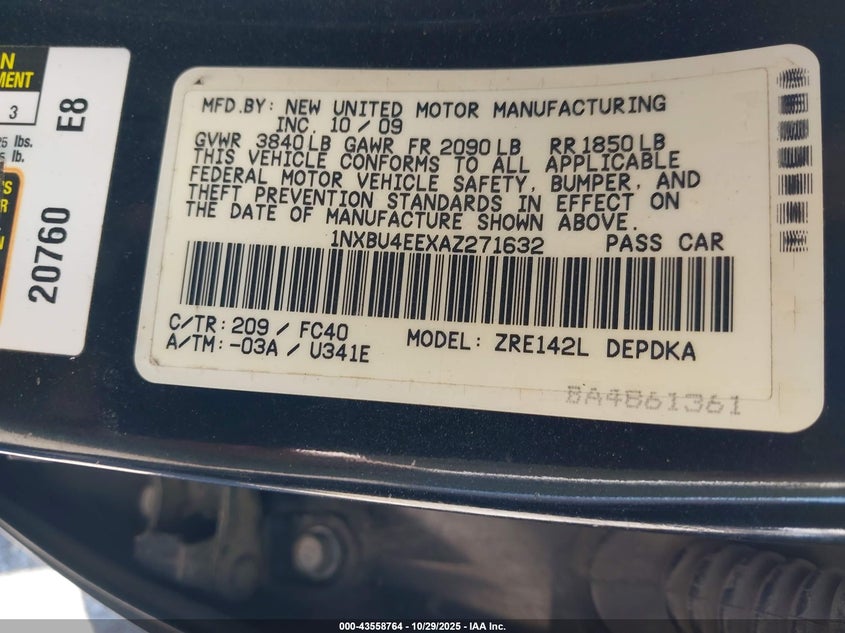 MFD.BY: NEW UNITED MOTOR MANUFACTURING
INC. 10 / 09
GVWR 3840 LB GAWR FR 2090 LB RR 1850 LB
THIS VEHICLE CONFORMS TO ALL APPLICABLE
FEDERAL MOTOR VEHICLE SAFETY, BUMPER, AND
THEFT PREVENTION STANDARDS IN EFFECT ON
THE DATE OF MANUFACTURE SHOWN ABOVE.
1NXBU4EEXAZ271632 PASS CAR
C/TR: 209 / FC40
A/TM: -03A / U341E
MODEL: ZRE142L DEPDKA
BA4861361
N
MENT
3
lbs.
lb.
'S
R
N
20760 E8
000-43558764 | 10/29/2025 - IAA Inc.